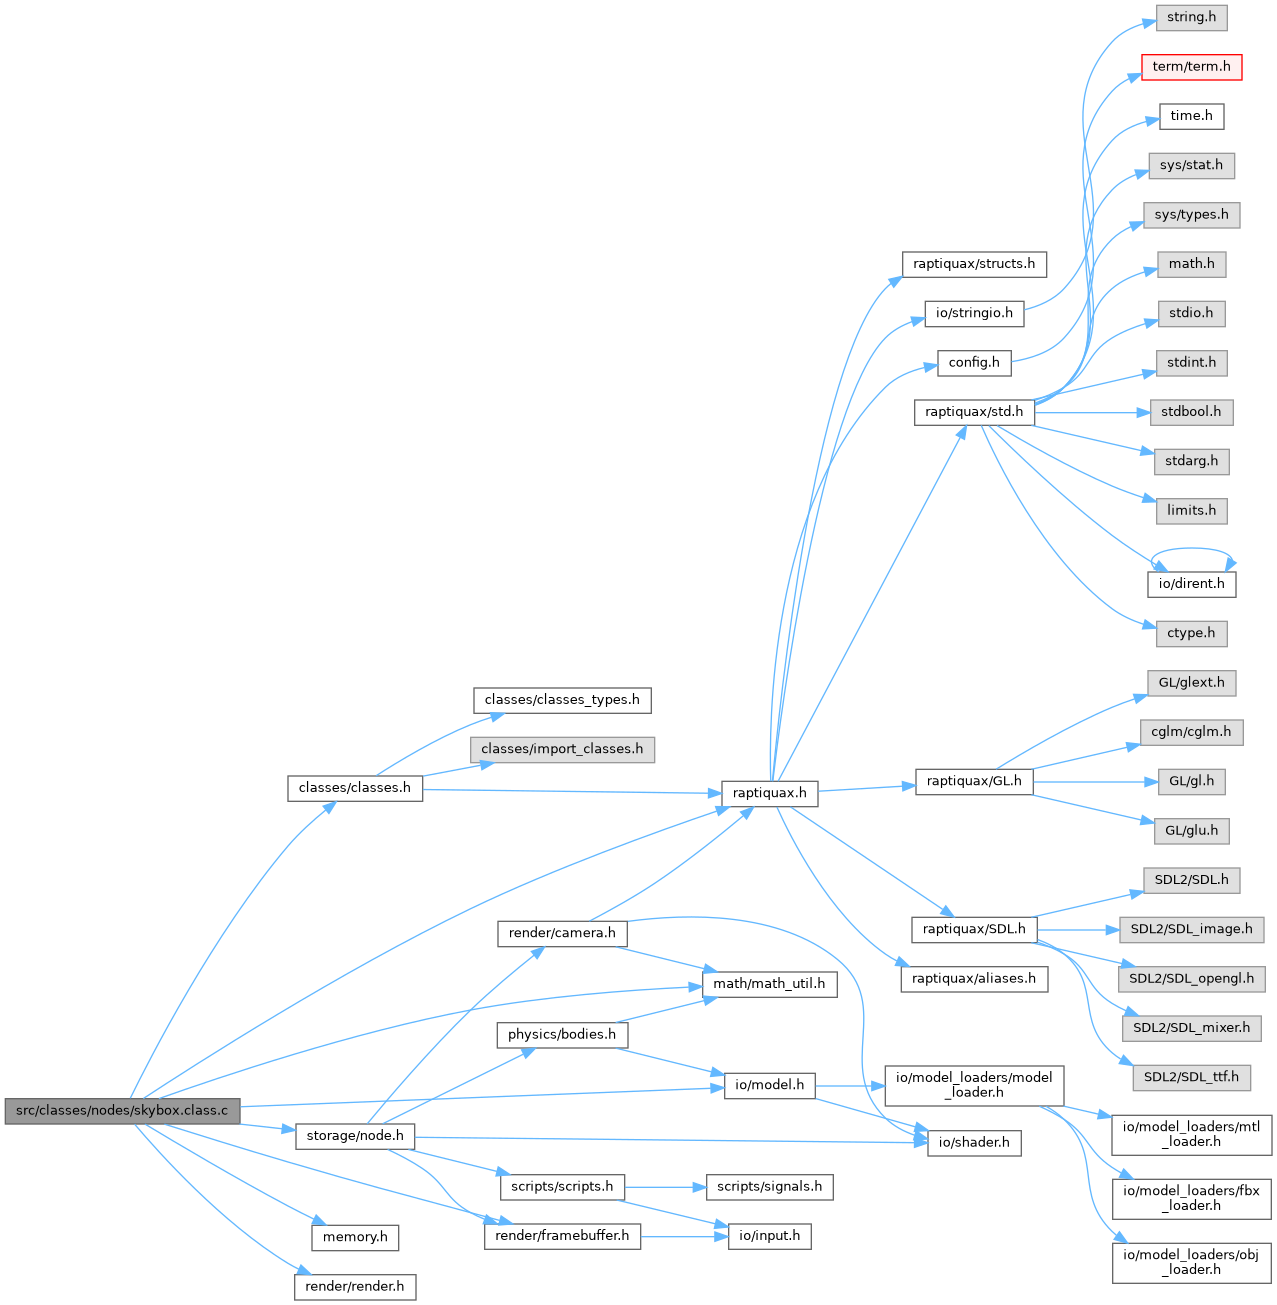 string.h
term/term.h
time.h
sys/stat.h
sys/types.h
raptiquax/structs.h
math.h
io/stringio.h
stdio.h
config.h
stdint.h
raptiquax/std.h
stdbool.h
stdarg.h
limits.h
io/dirent.h
ctype.h
GL/glext.h
classes/classes_types.h
cglm/cglm.h
classes/import_classes.h
raptiquax/GL.h
GL/gl.h
classes/classes.h
raptiquax.h
GL/glu.h
SDL2/SDL.h
render/camera.h
raptiquax/SDL.h
SDL2/SDL_image.h
math/math_util.h
raptiquax/aliases.h
SDL2/SDL_opengl.h
physics/bodies.h
SDL2/SDL_mixer.h
io/model.h
io/model_loaders/model
_loader.h
SDL2/SDL_ttf.h
src/classes/nodes/skybox.class.c
storage/node.h
io/shader.h
io/model_loaders/mtl
_loader.h
scripts/scripts.h
scripts/signals.h
io/model_loaders/fbx
_loader.h
memory.h
render/framebuffer.h
io/input.h
io/model_loaders/obj
_loader.h
render/render.h